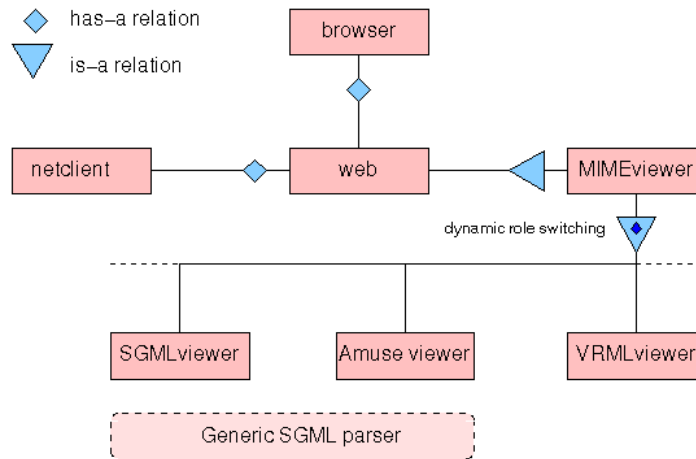 has–a relation
is–a relation
browser
netclient
web
MIMEviewer
dynamic role switching
SGMLviewer
Amuse viewer
VRMLviewer
Generic SGML parser